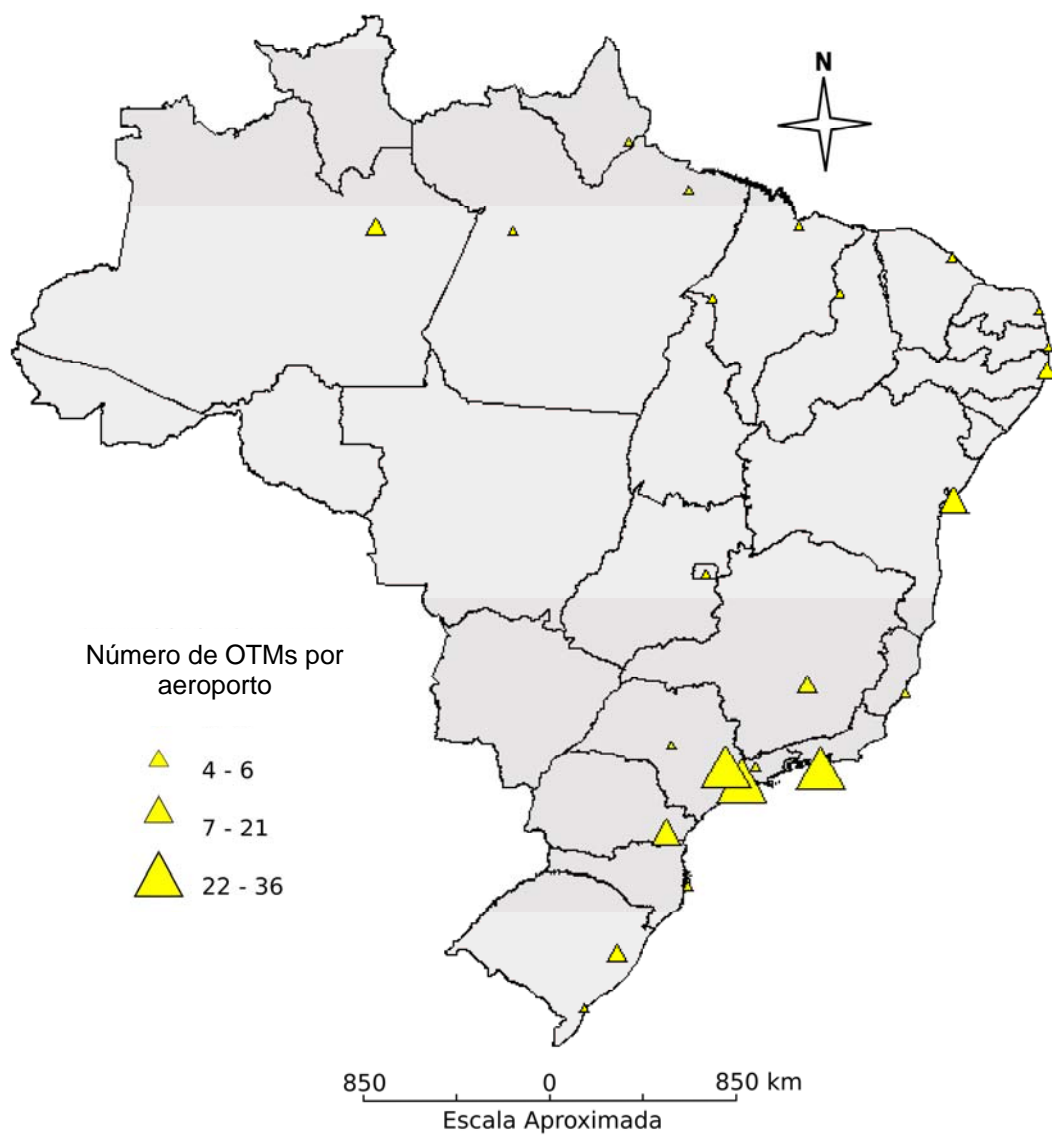 N
Número de OTMs por
aeroporto
4 - 6
7 - 21
22 - 36
850 0 850 km
Escala Aproximada